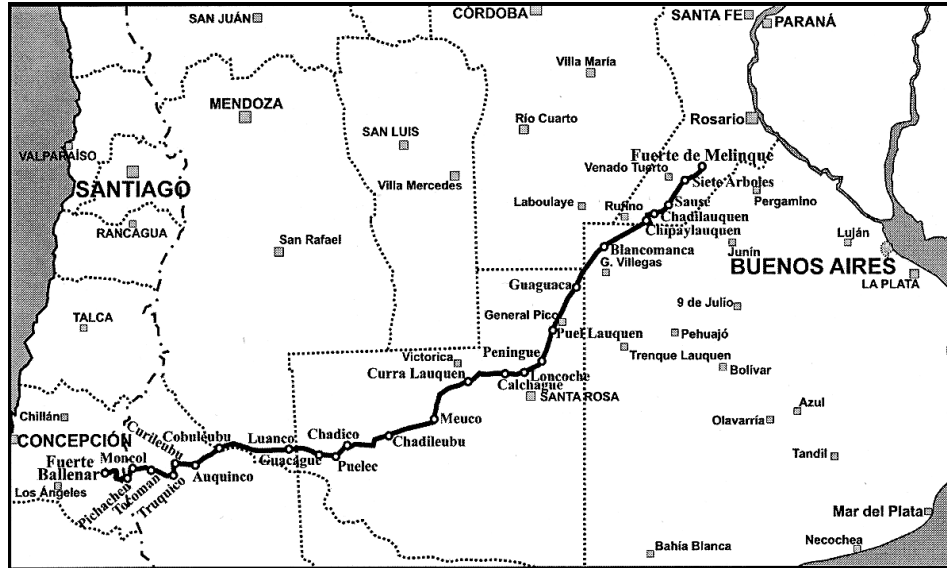 SAN JUÁN
CÓRDOBA
SANTA FE
PARANÁ
Villa María
MENDOZA
Río Cuarto
Rosario
SAN LUIS
VALPARAÍSO
SANTIAGO
Villa Mercedes
Fuerte de Melinque
Venado Tuerto
Siete Arboles
Pergamino
Laboulaye
Rufino
Sause
Chadilauquen
Chipaylauquen
RANCAGUA
San Rafael
Blancomanca
Junín
Luján
G. Villegas
BUENOS AIRES
LA PLATA
Guaguaca
9 de Julio
TALCA
General Pico
Puel Lauquen
Pehuajó
Victorica
Peningue
Trenque Lauquen
Curra Lauquen
Loncoche
Calchague
Bolívar
SANTA ROSA
Azul
Chillán
Meuco
Olavarría
CONCEPCIÓN
Curileubu
Cobuleubu
Luanco
Chadico
Chadileubu
Guacague
Puelec
Tandil
Fuerte
Ballenar
Moncol
Auquinco
Los Ángeles
Pichachen
Tocoman
Truquico
Mar del Plata
Bahía Blanca
Necochea